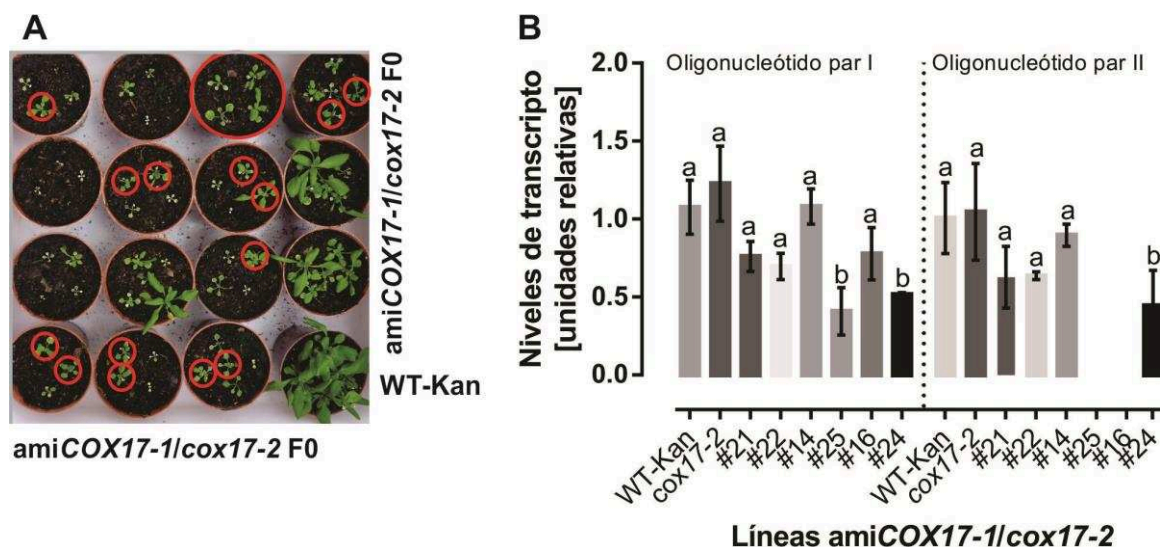 A
amiCOX17-1/cox17-2 F0
WT-Kan
amiCOX17-1/cox17-2 F0
B
Niveles de transcripto
[unidades relativas]
2.0
1.5
1.0
0.5
0.0
Oligonucleótido par I
Oligonucleótido par II
a
a
a
a
a
b
a
b
a
a
a
a
a
b
WT-Kan
cox17-2
#21
#22
#14
#25
#16
#24
WT-Kan
cox17-2
#21
#22
#14
#25
#16
#24
Líneas amiCOX17-1/cox17-2